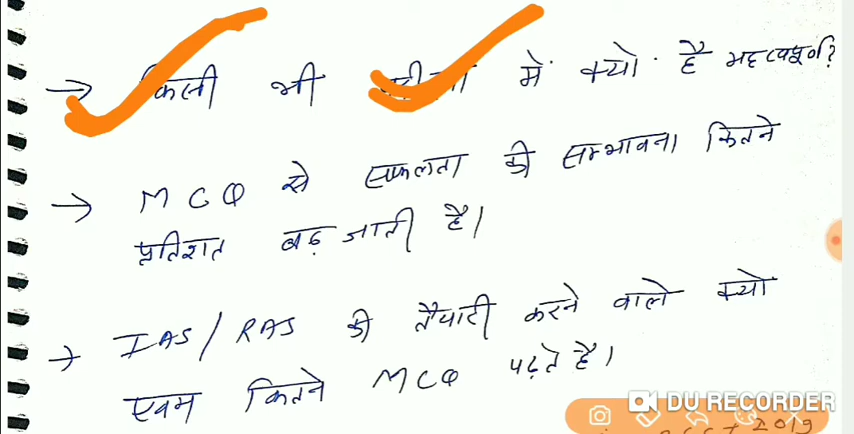 → किसी भी में क्यों है महत्वपूर्ण?
→ MCQ से सफलता की सम्भावना कितने
प्रतिशत बढ़ जाती है।
→ IAS/RAS की तैयारी करने वाले क्यों
एवम कितने MCQ पढ़ते है।
DU RECORDER
2019